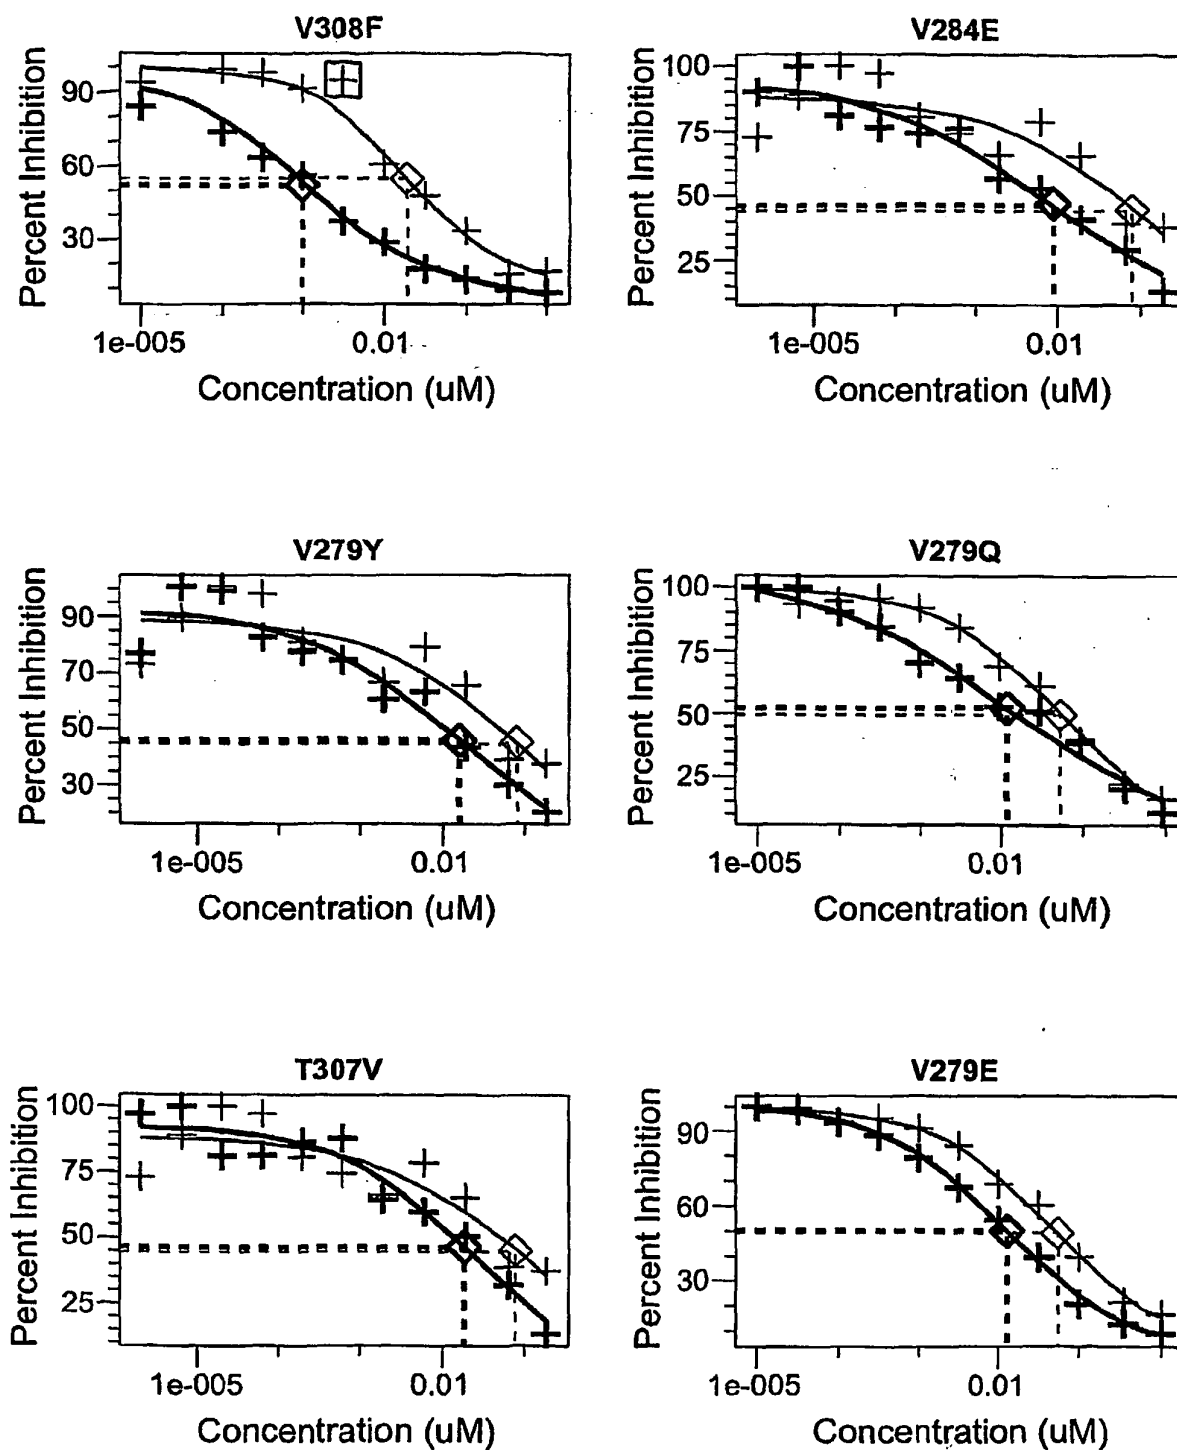 V308F
Percent Inhibition
90
60
30
1e-005
0.01
Concentration (uM)
V284E
Percent Inhibition
100
75
50
25
1e-005
0.01
Concentration (uM)
V279Y
Percent Inhibition
90
70
50
30
1e-005
0.01
Concentration (uM)
V279Q
Percent Inhibition
100
75
50
25
1e-005
0.01
Concentration (uM)
T307V
Percent Inhibition
100
75
50
25
1e-005
0.01
Concentration (uM)
V279E
Percent Inhibition
90
60
30
1e-005
0.01
Concentration (uM)